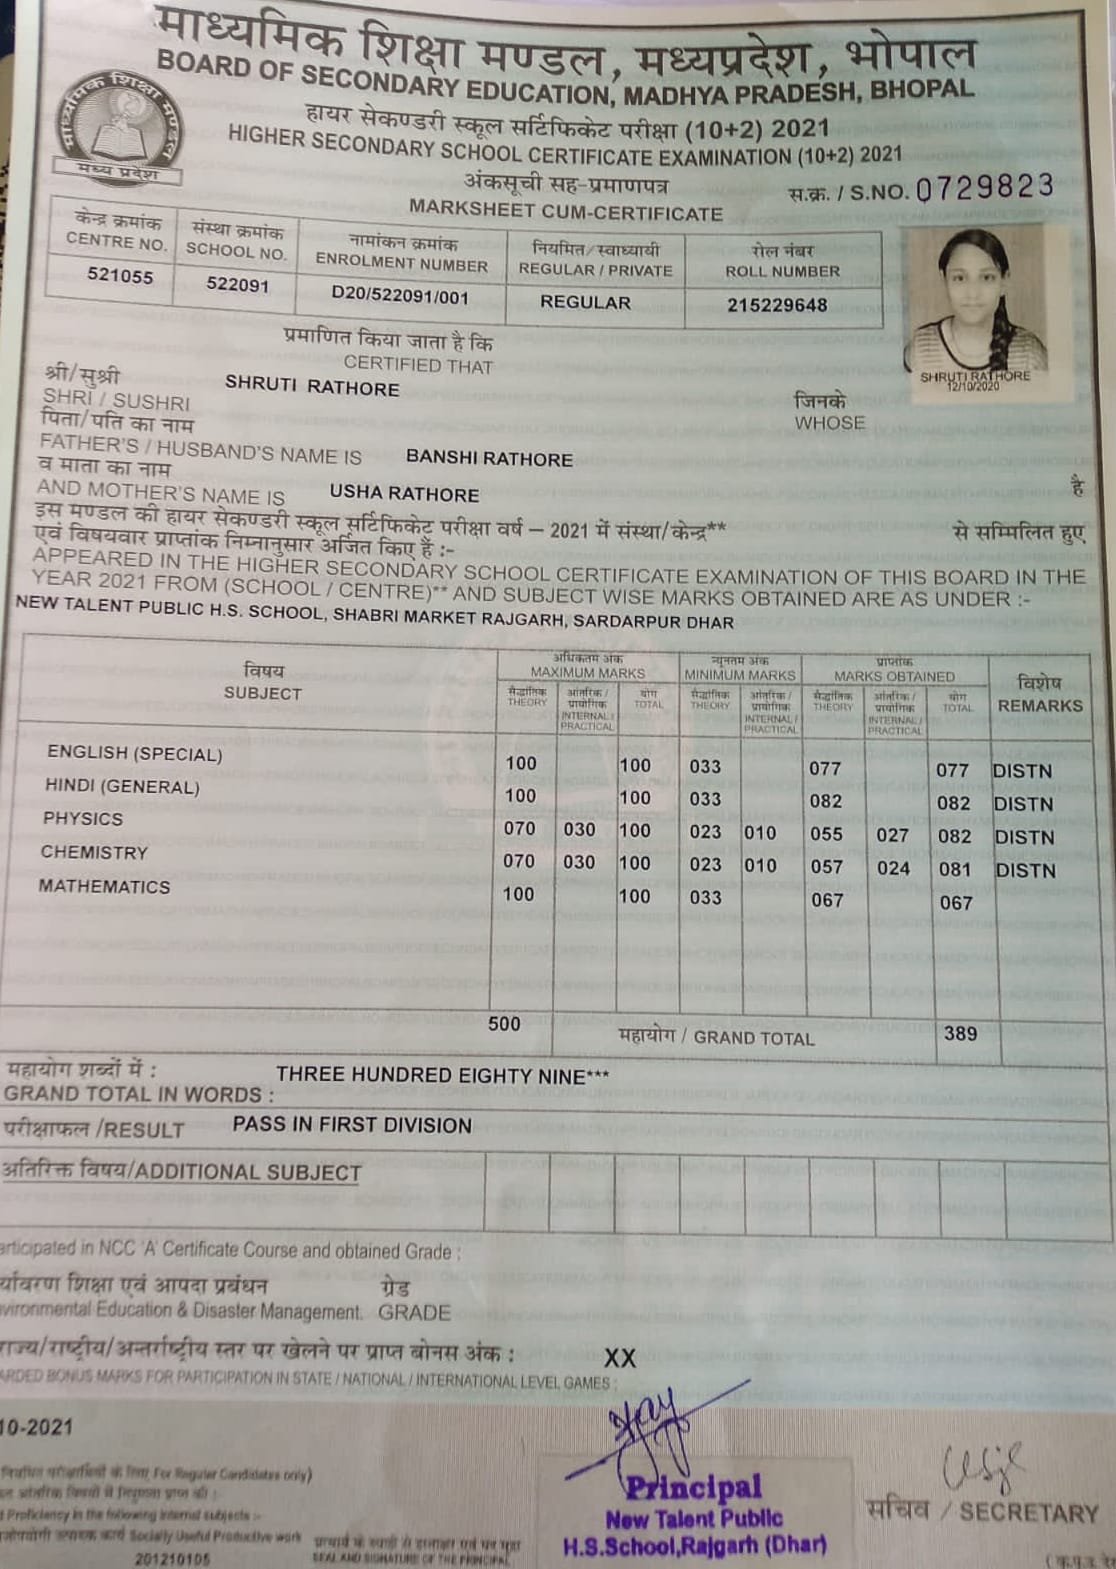 माध्यमिक शिक्षा मण्डल, मध्यप्रदेश, भोपाल
BOARD OF SECONDARY EDUCATION, MADHYA PRADESH, BHOPAL
माध्यमिक शिक्षा मण्डल
मध्य प्रदेश
हायर सेकण्डरी स्कूल सर्टिफिकेट परीक्षा (10+2) 2021
HIGHER SECONDARY SCHOOL CERTIFICATE EXAMINATION (10+2) 2021
अंकसूची सह-प्रमाणपत्र
MARKSHEET CUM-CERTIFICATE
स.क्र. / S.NO. 0729823
केन्द्र क्रमांक संस्था क्रमांक नामांकन क्रमांक नियमित/स्वाध्यायी रोल नंबर
CENTRE NO. SCHOOL NO. ENROLMENT NUMBER REGULAR / PRIVATE ROLL NUMBER
521055 522091 D20/522091/001 REGULAR 215229648
SHRUTI RATHORE
12/10/2020
प्रमाणित किया जाता है कि
CERTIFIED THAT
श्री/सुश्री
SHRI / SUSHRI SHRUTI RATHORE
जिनके
WHOSE
पिता/पति का नाम
FATHER'S / HUSBAND'S NAME IS BANSHI RATHORE
व माता का नाम
AND MOTHER'S NAME IS USHA RATHORE है
इस मण्डल की हायर सेकण्डरी स्कूल सर्टिफिकेट परीक्षा वर्ष – 2021 में संस्था/केन्द्र** से सम्मिलित हुए
एवं विषयवार प्राप्तांक निम्नानुसार अर्जित किए हैं :-
APPEARED IN THE HIGHER SECONDARY SCHOOL CERTIFICATE EXAMINATION OF THIS BOARD IN THE
YEAR 2021 FROM (SCHOOL / CENTRE)** AND SUBJECT WISE MARKS OBTAINED ARE AS UNDER :-
NEW TALENT PUBLIC H.S. SCHOOL, SHABRI MARKET RAJGARH, SARDARPUR DHAR
विषय अधिकतम अंक न्यूनतम अंक प्राप्तांक विशेष
SUBJECT MAXIMUM MARKS MINIMUM MARKS MARKS OBTAINED REMARKS
सैद्धांतिक आंतरिक / प्रायोगिक योग सैद्धांतिक आंतरिक / प्रायोगिक सैद्धांतिक आंतरिक / प्रायोगिक योग
THEORY INTERNAL / PRACTICAL TOTAL THEORY INTERNAL / PRACTICAL THEORY INTERNAL / PRACTICAL TOTAL
ENGLISH (SPECIAL) 100 100 033 077 077 DISTN
HINDI (GENERAL) 100 100 033 082 082 DISTN
PHYSICS 070 030 100 023 010 055 027 082 DISTN
CHEMISTRY 070 030 100 023 010 057 024 081 DISTN
MATHEMATICS 100 100 033 067 067
500 महायोग / GRAND TOTAL 389
महायोग शब्दों में :
GRAND TOTAL IN WORDS : THREE HUNDRED EIGHTY NINE***
परीक्षाफल /RESULT PASS IN FIRST DIVISION
अतिरिक्त विषय/ADDITIONAL SUBJECT
articipated in NCC 'A' Certificate Course and obtained Grade :
र्यावरण शिक्षा एवं आपदा प्रबंधन ग्रेड
vironmental Education & Disaster Management. GRADE
राज्य/राष्ट्रीय/अन्तर्राष्ट्रीय स्तर पर खेलने पर प्राप्त बोनस अंक : XX
ARDED BONUS MARKS FOR PARTICIPATION IN STATE / NATIONAL / INTERNATIONAL LEVEL GAMES :
10-2021
For Regular Candidates only)
Proficiency in the following internal subjects :-
Socially Useful Productive work
201210105
SEAL AND SIGNATURE OF THE PRINCIPAL
Principal
New Talent Public
H.S.School,Rajgarh (Dhar)
सचिव / SECRETARY